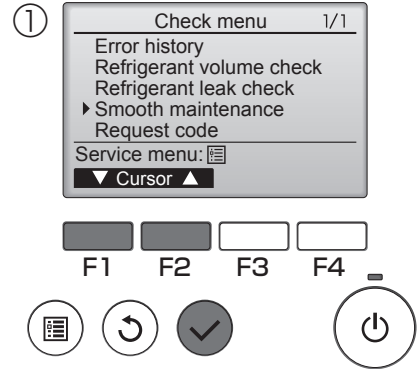 ①
Check menu 1/1
Error history
Refrigerant volume check
Refrigerant leak check
Smooth maintenance
Request code
Service menu:
▼ Cursor ▲
F1 F2 F3 F4